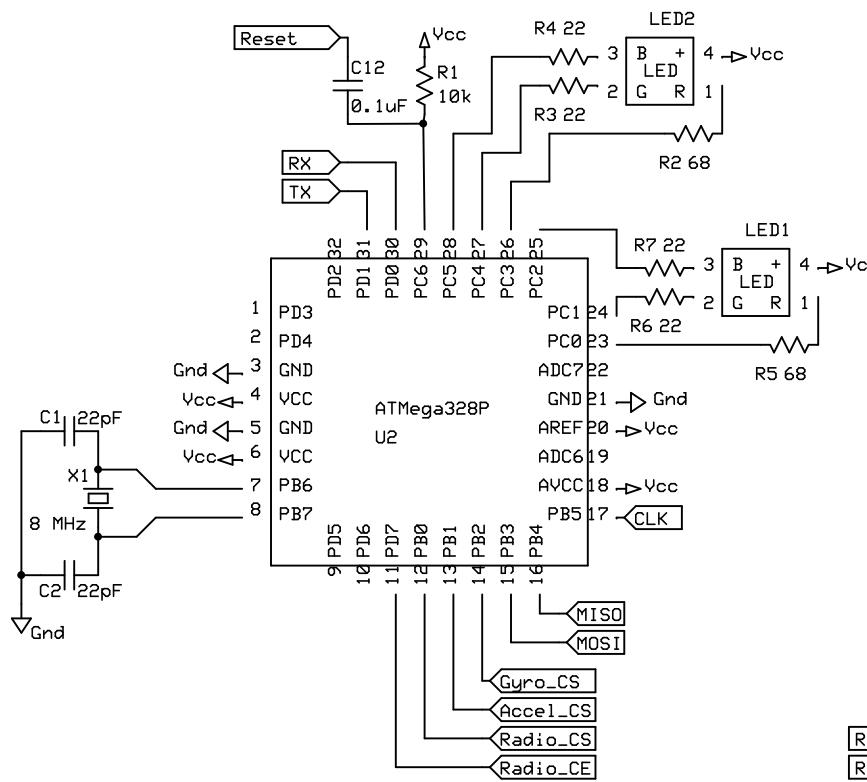 LED2
Reset
Vcc
R4 22
3 B + 4 Vcc
LED
2 G R 1
C12
0.1uF
R1
10k
R3 22
R2 68
RX
TX
PD2 32
PD1 31
PD0 30
PC6 29
PC5 28
PC4 27
PC3 26
PC2 25
LED1
R7 22
3 B + 4 Vc
LED
2 G R 1
R6 22
R5 68
1 PD3
2 PD4
Gnd 3 GND
Vcc 4 VCC
Gnd 5 GND
Vcc 6 VCC
7 PB6
8 PB7
PC1 24
PC0 23
ADC7 22
GND 21 Gnd
AREF 20 Vcc
ADC6 19
AVCC 18 Vcc
PB5 17 CLK
ATMega328P
U2
C1 22pF
X1
8 MHz
C2 22pF
Gnd
9 PD5
10 PD6
11 PD7
12 PB0
13 PB1
14 PB2
15 PB3
16 PB4
MISO
MOSI
Gyro_CS
Accel_CS
Radio_CS
Radio_CE
R
R